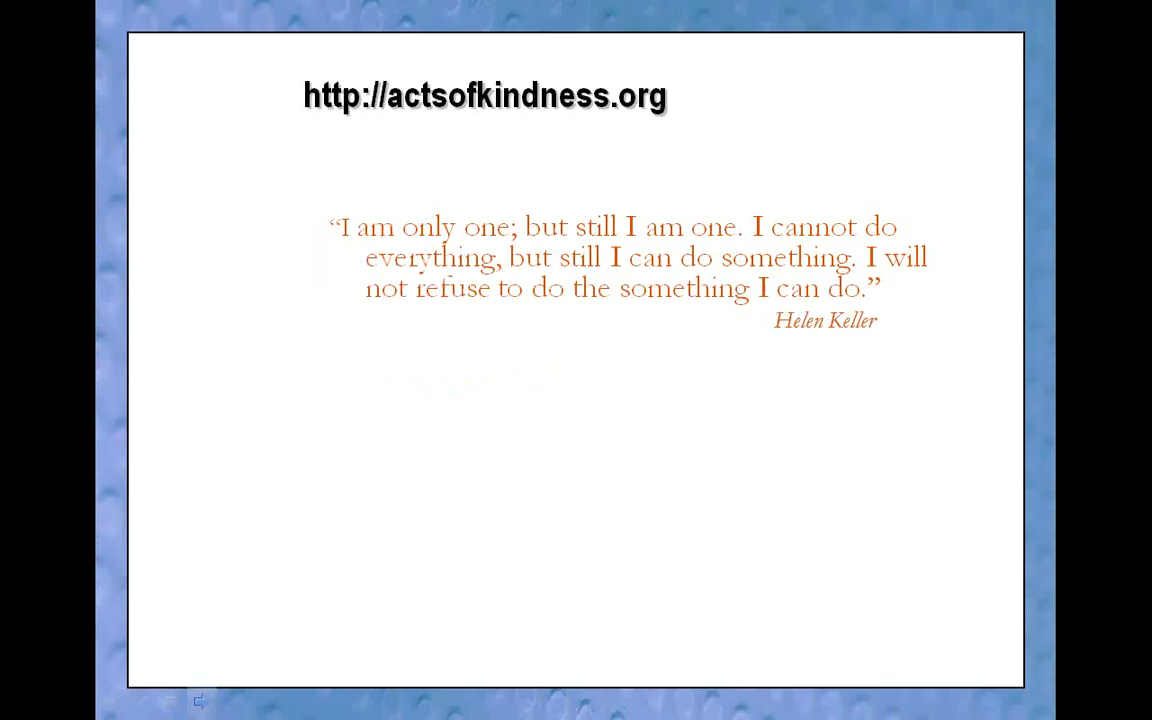 http://actsofkindness.org
“I am only one; but still I am one. I cannot do
everything, but still I can do something. I will
not refuse to do the something I can do.”
Helen Keller